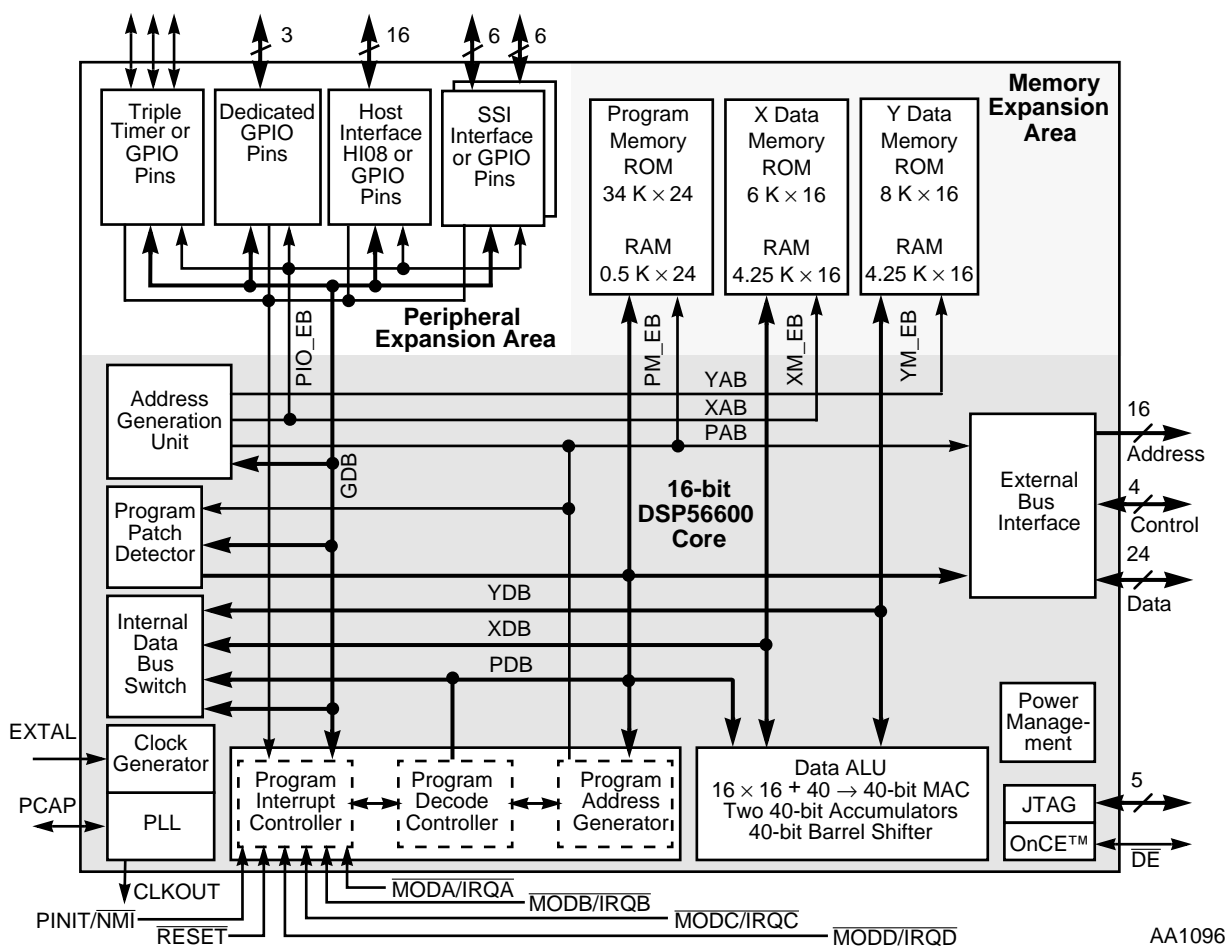 3
16
6
6
Triple
Timer or
GPIO
Pins
Dedicated
GPIO
Pins
Host
Interface
HI08 or
GPIO
Pins
SSI
Interface
or GPIO
Pins
Program
Memory
ROM
34 K × 24
RAM
0.5 K × 24
X Data
Memory
ROM
6 K × 16
RAM
4.25 K × 16
Y Data
Memory
ROM
8 K × 16
RAM
4.25 K × 16
Memory
Expansion
Area
Peripheral
Expansion Area
PIO_EB
PM_EB
XM_EB
YM_EB
Address
Generation
Unit
YAB
XAB
PAB
GDB
Program
Patch
Detector
16-bit
DSP56600
Core
External
Bus
Interface
16
Address
4
Control
24
Data
Internal
Data
Bus
Switch
YDB
XDB
PDB
Power
Manage-
ment
EXTAL
Clock
Generator
PCAP
PLL
Program
Interrupt
Controller
Program
Decode
Controller
Program
Address
Generator
Data ALU
16 × 16 + 40 → 40-bit MAC
Two 40-bit Accumulators
40-bit Barrel Shifter
JTAG
5
OnCE™
DE
CLKOUT
MODA/IRQA
PINIT/NMI
MODB/IRQB
MODC/IRQC
RESET
MODD/IRQD
AA1096